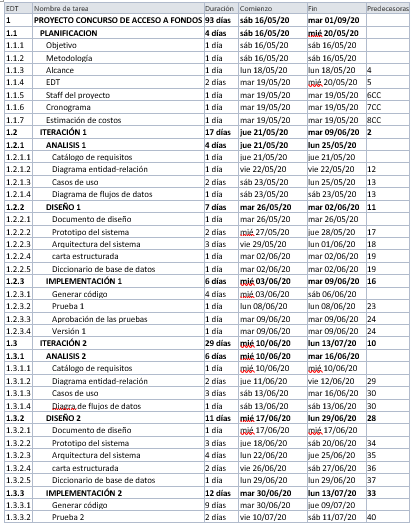 EDT Nombre de tarea Duración Comienzo Fin Predecesoras
1 PROYECTO CONCURSO DE ACCESO A FONDOS 93 días sáb 16/05/20 mar 01/09/20
1.1 PLANIFICACION 4 días sáb 16/05/20 mié 20/05/20
1.1.1 Objetivo 1 día sáb 16/05/20 sáb 16/05/20
1.1.2 Metodología 1 día sáb 16/05/20 sáb 16/05/20
1.1.3 Alcance 1 día lun 18/05/20 lun 18/05/20 4
1.1.4 EDT 2 días mar 19/05/20 mié 20/05/20 5
1.1.5 Staff del proyecto 1 día mar 19/05/20 mar 19/05/20 6CC
1.1.6 Cronograma 1 día mar 19/05/20 mar 19/05/20 7CC
1.1.7 Estimación de costos 1 día mar 19/05/20 mar 19/05/20 8CC
1.2 ITERACIÓN 1 17 días jue 21/05/20 mar 09/06/20 2
1.2.1 ANALISIS 1 4 días jue 21/05/20 lun 25/05/20
1.2.1.1 Catálogo de requisitos 1 día jue 21/05/20 jue 21/05/20
1.2.1.2 Diagrama entidad-relación 1 día vie 22/05/20 vie 22/05/20 12
1.2.1.3 Casos de uso 2 días sáb 23/05/20 lun 25/05/20 13
1.2.1.4 Diagrama de flujos de datos 1 día sáb 23/05/20 sáb 23/05/20 13
1.2.2 DISEÑO 1 7 días mar 26/05/20 mar 02/06/20 11
1.2.2.1 Documento de diseño 1 día mar 26/05/20 mar 26/05/20
1.2.2.2 Prototipo del sistema 2 días mié 27/05/20 jue 28/05/20 17
1.2.2.3 Arquitectura del sistema 3 días vie 29/05/20 lun 01/06/20 18
1.2.2.4 carta estructurada 1 día mar 02/06/20 mar 02/06/20 19
1.2.2.5 Diccionario de base de datos 1 día mar 02/06/20 mar 02/06/20 19
1.2.3 IMPLEMENTACIÓN 1 6 días mié 03/06/20 mar 09/06/20 16
1.2.3.1 Generar código 4 días mié 03/06/20 sáb 06/06/20
1.2.3.2 Prueba 1 1 día lun 08/06/20 lun 08/06/20 23
1.2.3.3 Aprobación de las pruebas 1 día mar 09/06/20 mar 09/06/20 24
1.2.3.4 Versión 1 1 día mar 09/06/20 mar 09/06/20 24
1.3 ITERACIÓN 2 29 días mié 10/06/20 lun 13/07/20 10
1.3.1 ANALISIS 2 6 días mié 10/06/20 mar 16/06/20
1.3.1.1 Catálogo de requisitos 1 día mié 10/06/20 mié 10/06/20
1.3.1.2 Diagrama entidad-relación 2 días jue 11/06/20 vie 12/06/20 29
1.3.1.3 Casos de uso 3 días sáb 13/06/20 mar 16/06/20 30
1.3.1.4 Diagrama de flujos de datos 1 día sáb 13/06/20 sáb 13/06/20 30
1.3.2 DISEÑO 2 11 días mié 17/06/20 lun 29/06/20 28
1.3.2.1 Documento de diseño 1 día mié 17/06/20 mié 17/06/20
1.3.2.2 Prototipo del sistema 3 días jue 18/06/20 sáb 20/06/20 34
1.3.2.3 Arquitectura del sistema 4 días lun 22/06/20 jue 25/06/20 35
1.3.2.4 carta estructurada 2 días vie 26/06/20 sáb 27/06/20 36
1.3.2.5 Diccionario de base de datos 1 día lun 29/06/20 lun 29/06/20 37
1.3.3 IMPLEMENTACIÓN 2 12 días mar 30/06/20 lun 13/07/20 33
1.3.3.1 Generar código 9 días mar 30/06/20 jue 09/07/20
1.3.3.2 Prueba 2 2 días vie 10/07/20 sáb 11/07/20 40